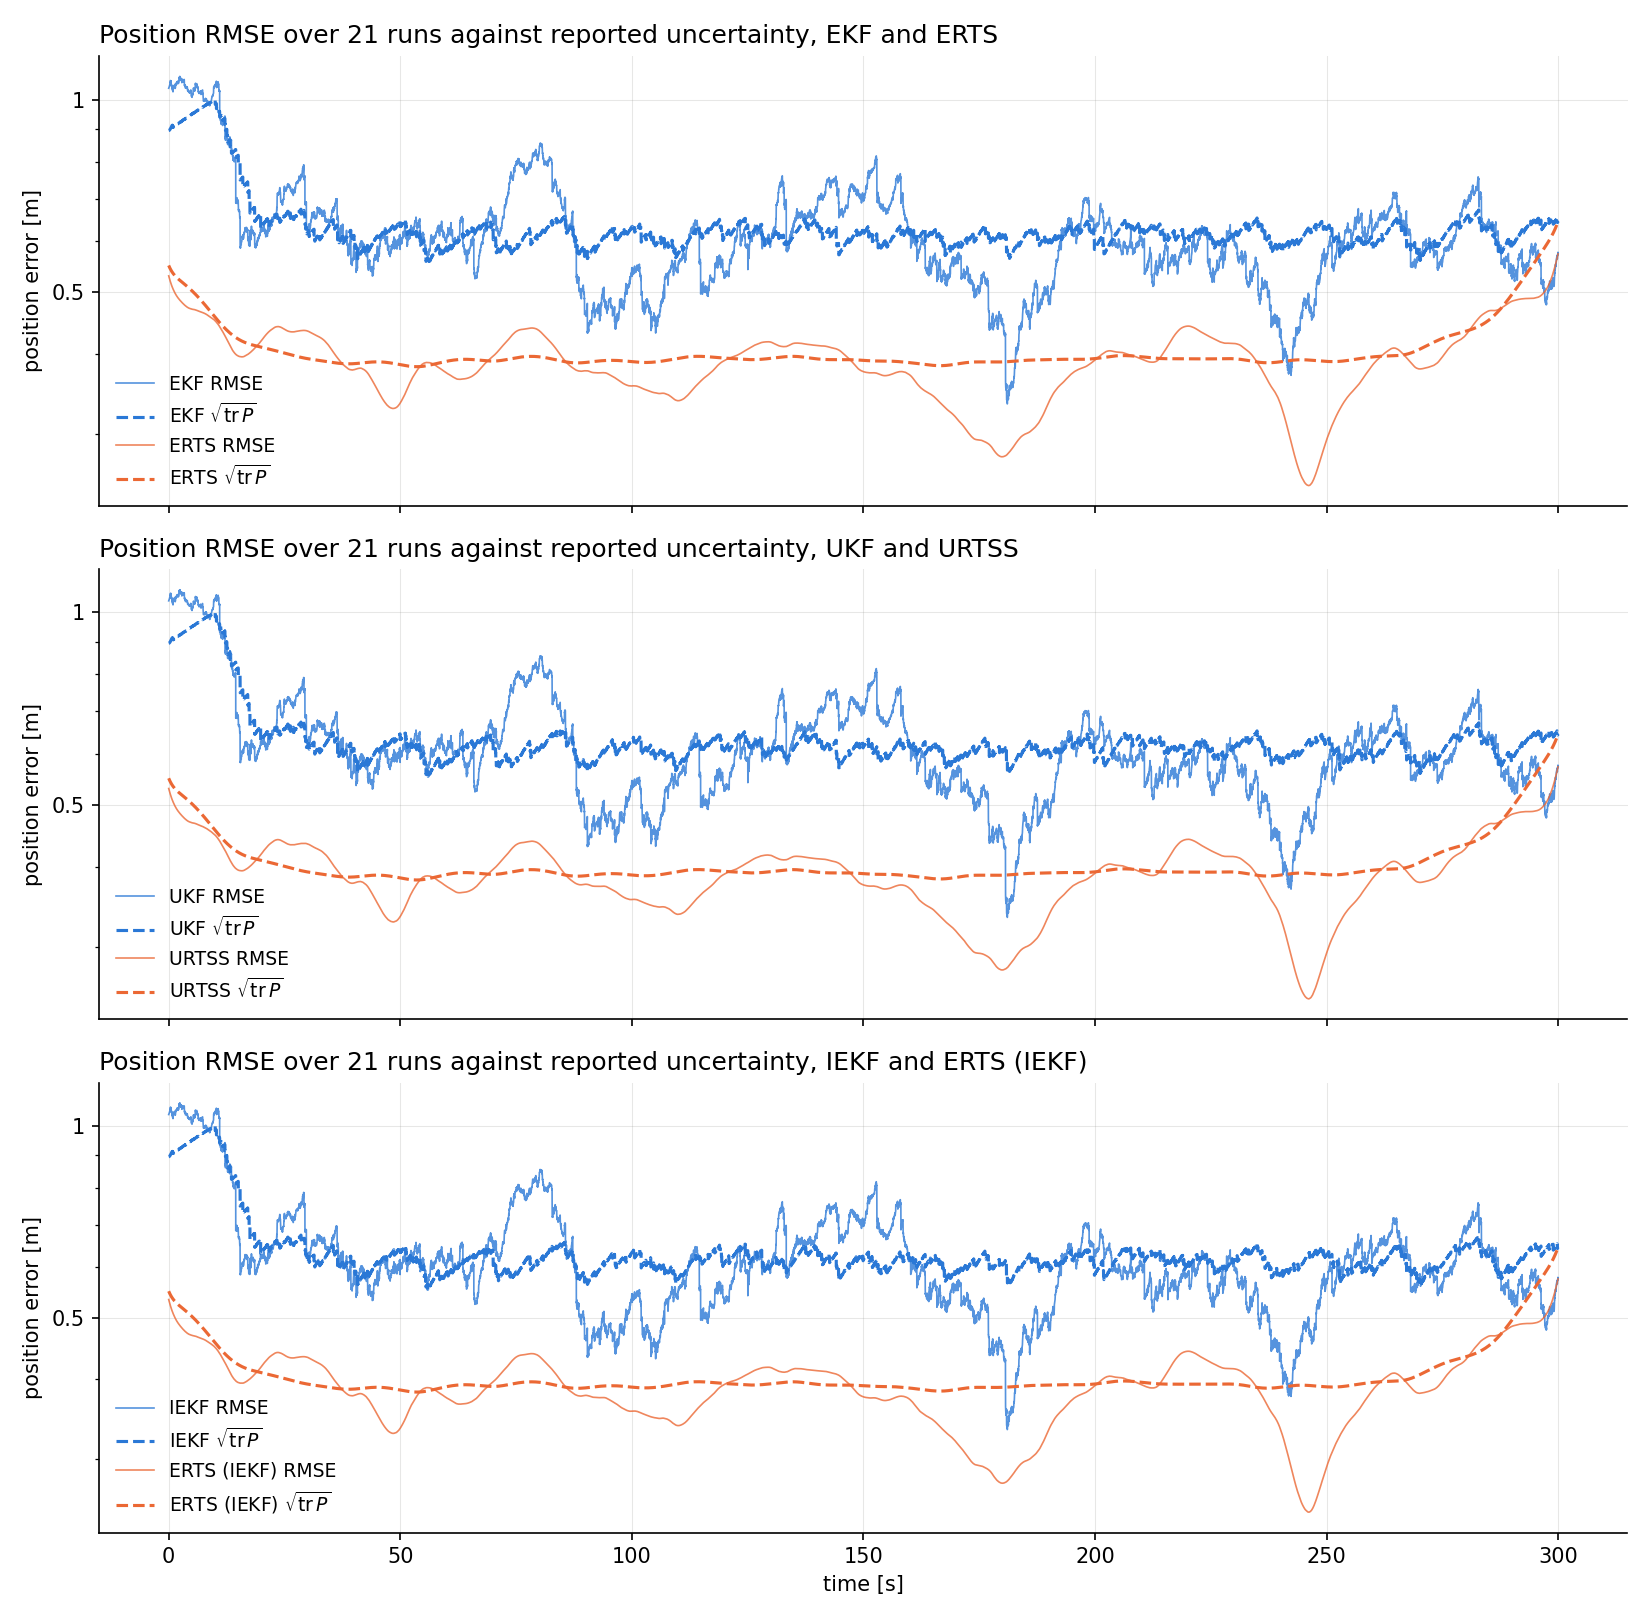 Position RMSE over 21 runs against reported uncertainty, EKF and ERTS
position error [m]
1
0.5
EKF RMSE
EKF √tr P
ERTS RMSE
ERTS √tr P
Position RMSE over 21 runs against reported uncertainty, UKF and URTSS
position error [m]
1
0.5
UKF RMSE
UKF √tr P
URTSS RMSE
URTSS √tr P
Position RMSE over 21 runs against reported uncertainty, IEKF and ERTS (IEKF)
position error [m]
1
0.5
IEKF RMSE
IEKF √tr P
ERTS (IEKF) RMSE
ERTS (IEKF) √tr P
0 50 100 150 200 250 300
time [s]